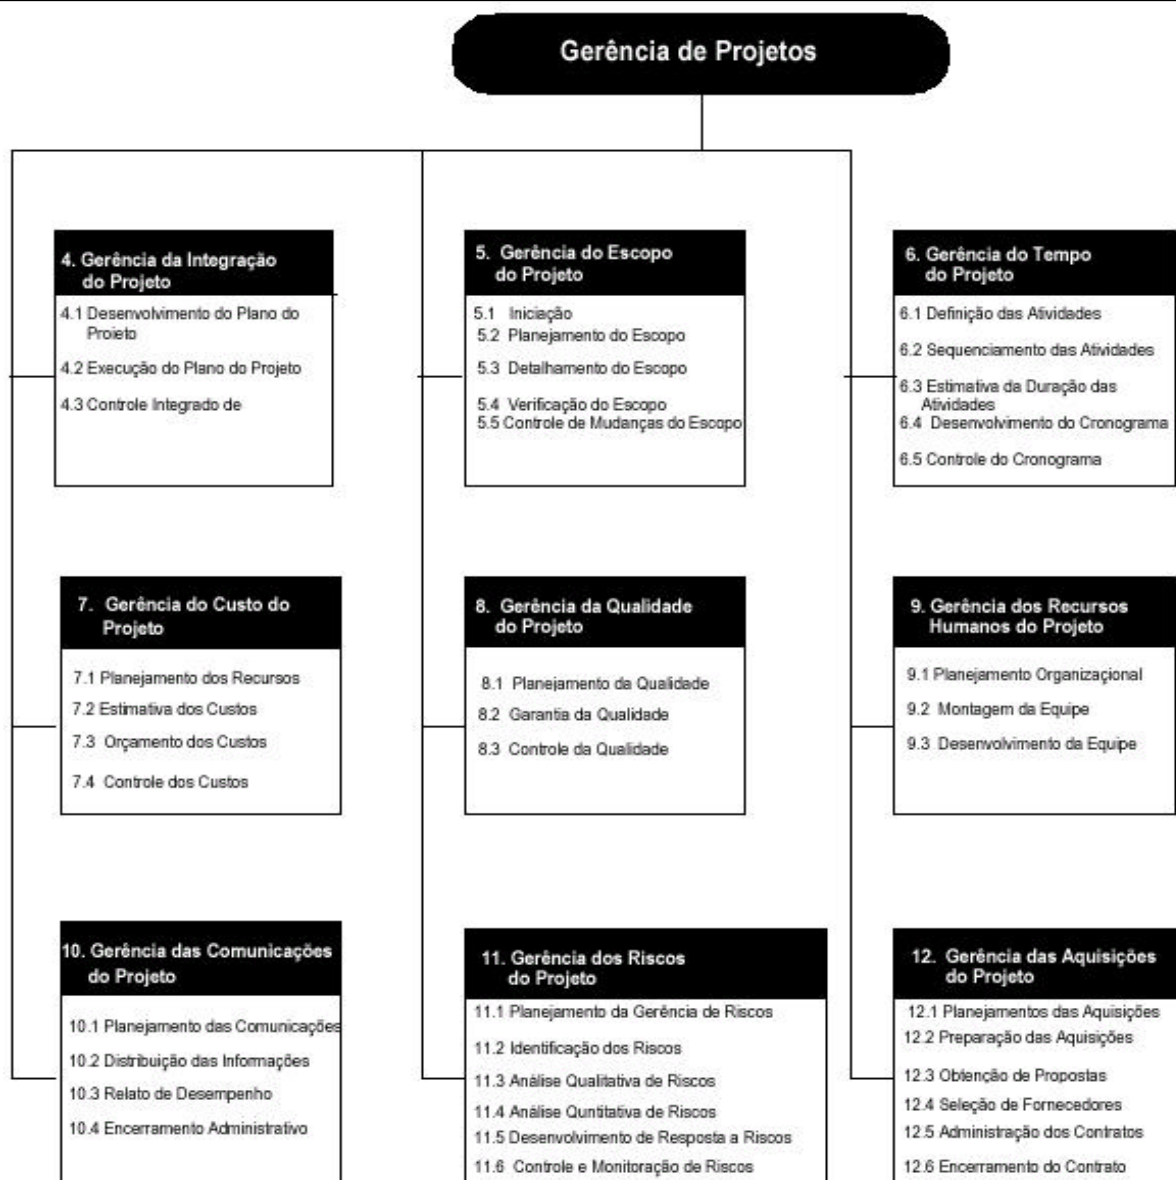 Gerência de Projetos
4. Gerência da Integração
do Projeto
4.1 Desenvolvimento do Plano do
Projeto
4.2 Execução do Plano do Projeto
4.3 Controle Integrado de
5. Gerência do Escopo
do Projeto
5.1 Iniciação
5.2 Planejamento do Escopo
5.3 Detalhamento do Escopo
5.4 Verificação do Escopo
5.5 Controle de Mudanças do Escopo
6. Gerência do Tempo
do Projeto
6.1 Definição das Atividades
6.2 Sequenciamento das Atividades
6.3 Estimativa da Duração das
Atividades
6.4 Desenvolvimento do Cronograma
6.5 Controle do Cronograma
7. Gerência do Custo do
Projeto
7.1 Planejamento dos Recursos
7.2 Estimativa dos Custos
7.3 Orçamento dos Custos
7.4 Controle dos Custos
8. Gerência da Qualidade
do Projeto
8.1 Planejamento da Qualidade
8.2 Garantia da Qualidade
8.3 Controle da Qualidade
9. Gerência dos Recursos
Humanos do Projeto
9.1 Planejamento Organizaçional
9.2 Montagem da Equipe
9.3 Desenvolvimento da Equipe
10. Gerência das Comunicações
do Projeto
10.1 Planejamento das Comunicações
10.2 Distribuição das Informações
10.3 Relato de Desempenho
10.4 Encerramento Administrativo
11. Gerência dos Riscos
do Projeto
11.1 Planejamento da Gerência de Riscos
11.2 Identificação dos Riscos
11.3 Análise Qualitativa de Riscos
11.4 Análise Quntitativa de Riscos
11.5 Desenvolvimento de Resposta a Riscos
11.6 Controle e Monitoração de Riscos
12. Gerência das Aquisições
do Projeto
12.1 Planejamentos das Aquisições
12.2 Preparação das Aquisições
12.3 Obtenção de Propostas
12.4 Seleção de Fornecedores
12.5 Administração dos Contratos
12.6 Encerramento do Contrato